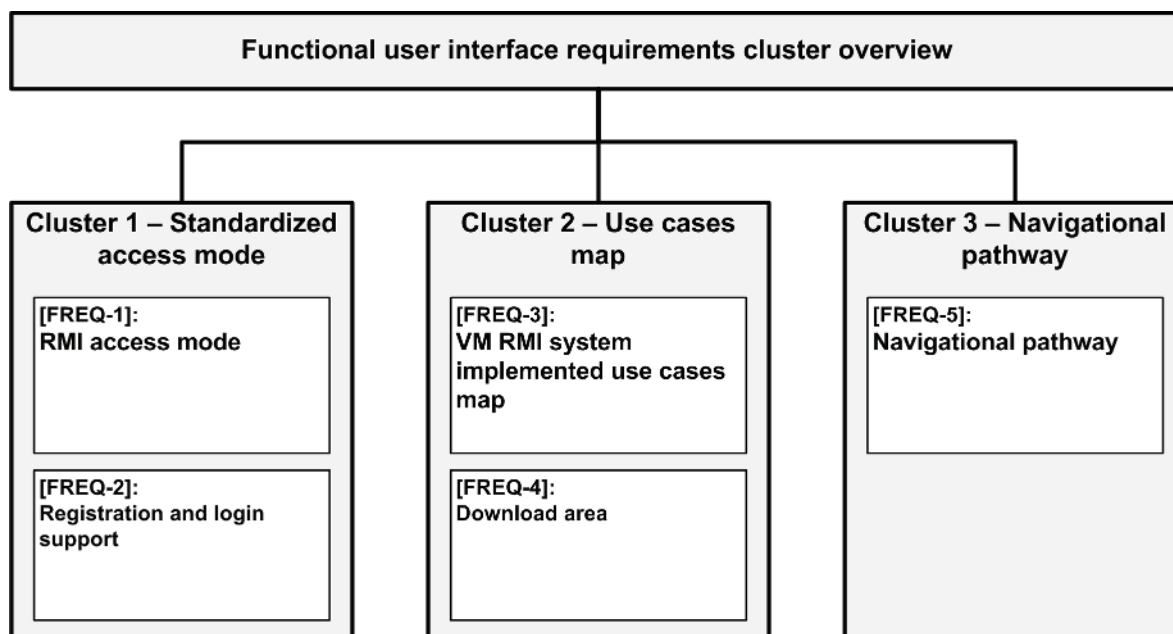 Functional user interface requirements cluster overview
Cluster 1 – Standardized
access mode
[FREQ-1]:
RMI access mode
[FREQ-2]:
Registration and login
support
Cluster 2 – Use cases
map
[FREQ-3]:
VM RMI system
implemented use cases
map
[FREQ-4]:
Download area
Cluster 3 – Navigational
pathway
[FREQ-5]:
Navigational pathway